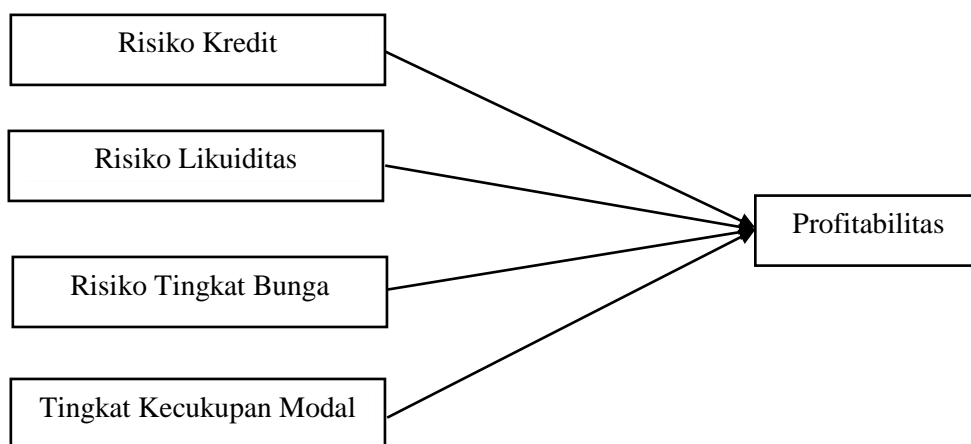 Risiko Kredit
Risiko Likuiditas
Profitabilitas
Risiko Tingkat Bunga
Tingkat Kecukupan Modal